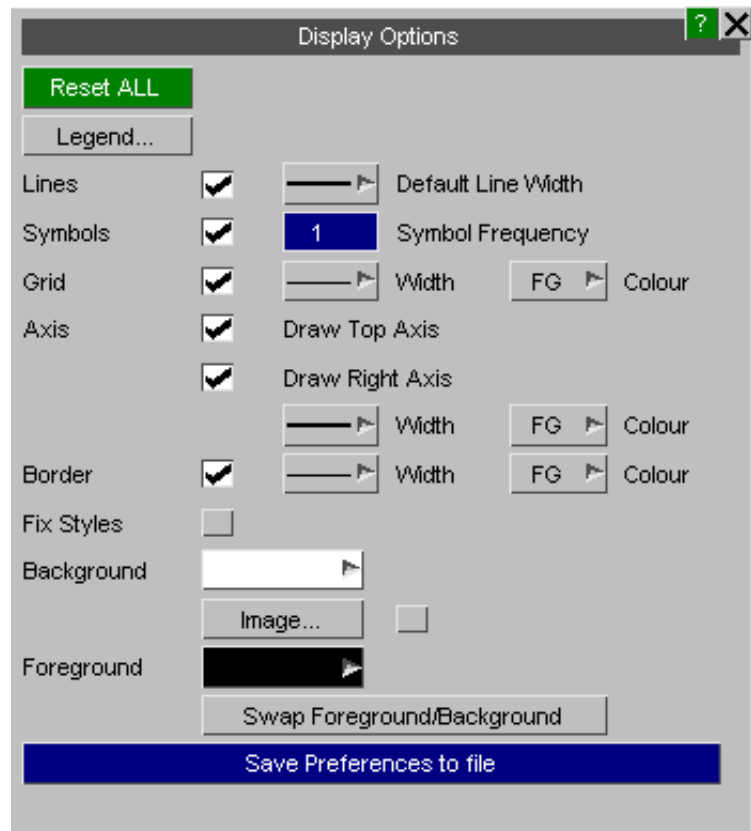 Display Options ?
Reset ALL
Legend...
Lines Default Line Width
Symbols 1 Symbol Frequency
Grid Width FG Colour
Axis Draw Top Axis
Draw Right Axis
Width FG Colour
Border Width FG Colour
Fix Styles
Background
Image...
Foreground
Swap Foreground/Background
Save Preferences to file